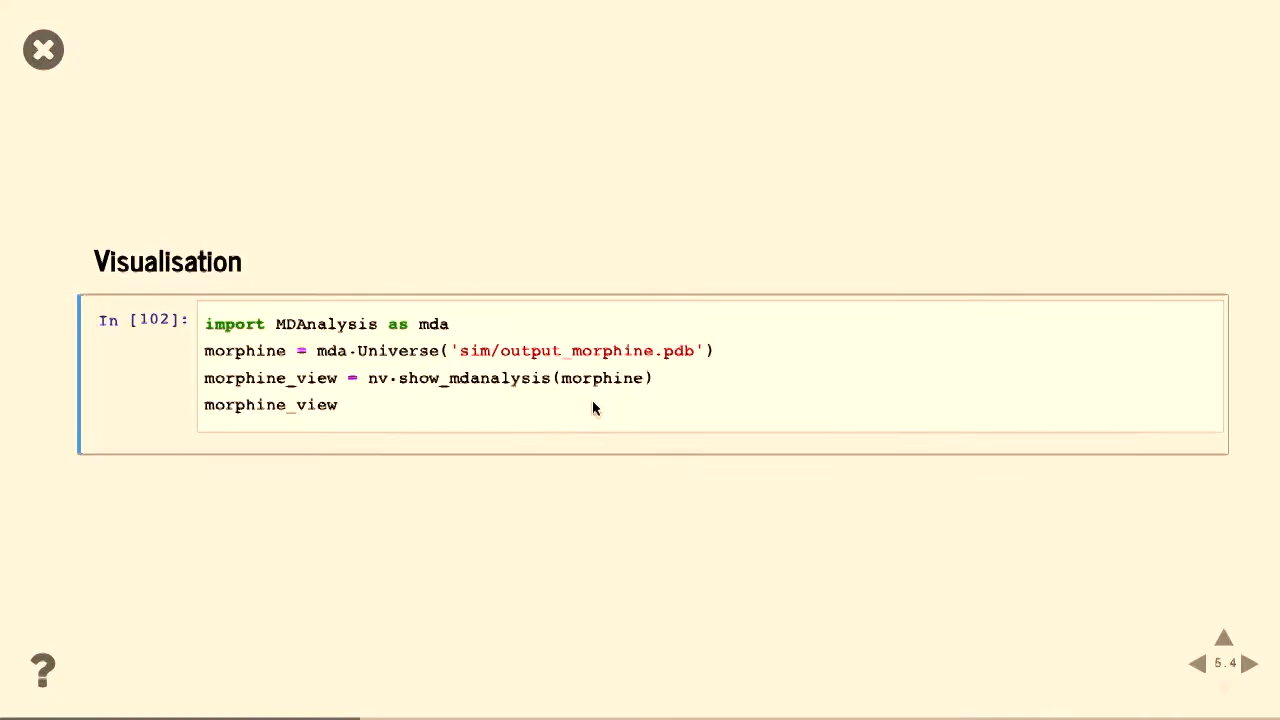 Visualisation
In [102]:
import MDAnalysis as mda
morphine = mda.Universe('sim/output_morphine.pdb')
morphine_view = nv.show_mdanalysis(morphine)
morphine_view
?
5.4